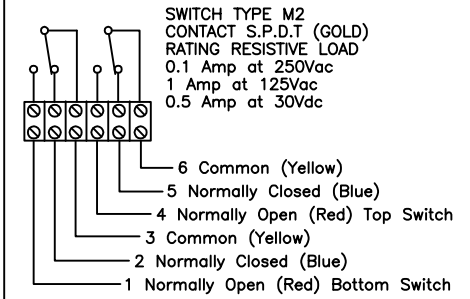 SWITCH TYPE M2
CONTACT S.P.D.T (GOLD)
RATING RESISTIVE LOAD
0.1 Amp at 250Vac
1 Amp at 125Vac
0.5 Amp at 30Vdc
6 Common (Yellow)
5 Normally Closed (Blue)
4 Normally Open (Red) Top Switch
3 Common (Yellow)
2 Normally Closed (Blue)
1 Normally Open (Red) Bottom Switch